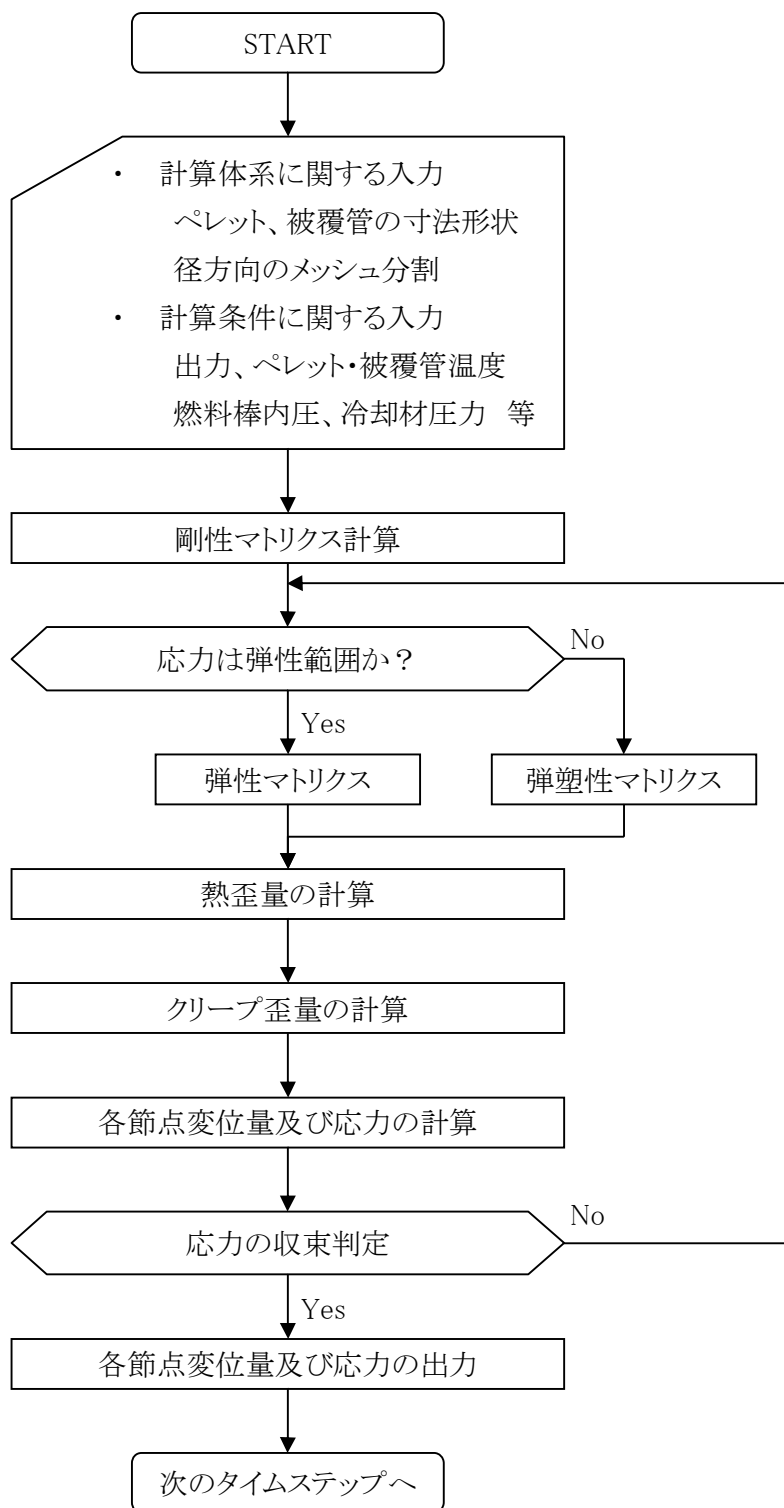 START
・ 計算体系に関する入力
ペレット、被覆管の寸法形状
径方向のメッシュ分割
・ 計算条件に関する入力
出力、ペレット・被覆管温度
燃料棒内圧、冷却材圧力 等
剛性マトリクス計算
応力は弾性範囲か？
No
Yes
弾性マトリクス
弾塑性マトリクス
熱歪量の計算
クリープ歪量の計算
各節点変位量及び応力の計算
応力の収束判定
No
Yes
各節点変位量及び応力の出力
次のタイムステップへ